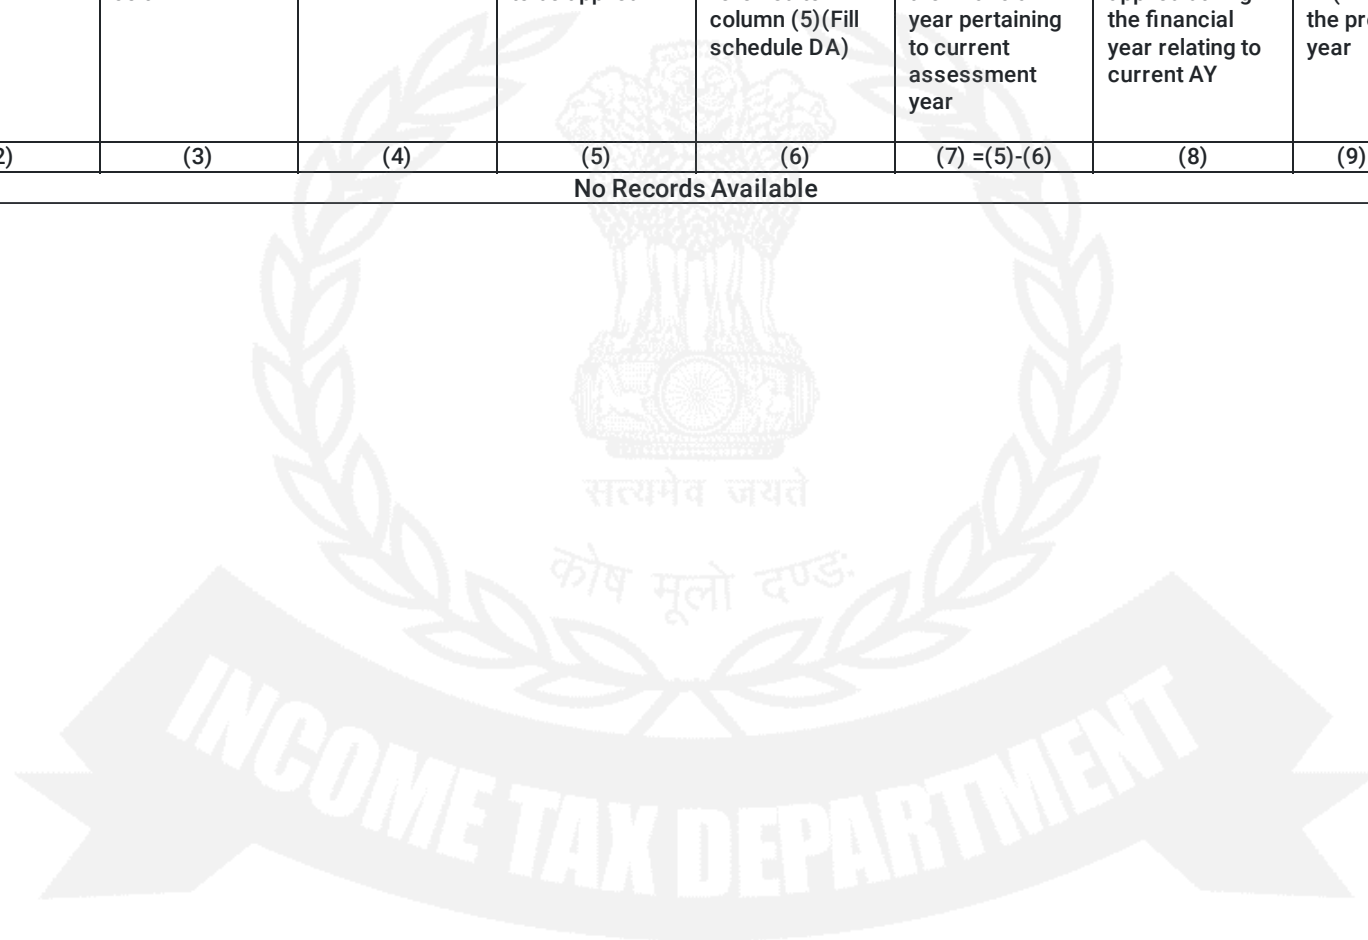 column (5)(Fill
schedule DA)
year pertaining
to current
assessment
year
the financial
year relating to
current AY
year
(3)
(4)
(5)
(6)
(7) =(5)-(6)
(8)
(9)
No Records Available
सत्यमेव जयते
कोष मूलो दण्डः
INCOME TAX DEPARTMENT